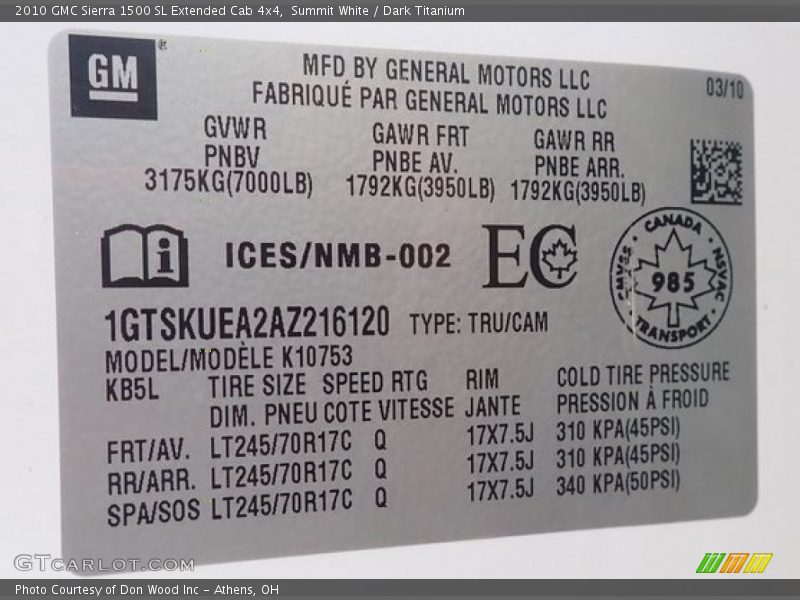 2010 GMC Sierra 1500 SL Extended Cab 4x4,  Summit White / Dark Titanium
GM
®
MFD BY GENERAL MOTORS LLC
FABRIQUÉ PAR GENERAL MOTORS LLC
03/10
GVWR GAWR FRT GAWR RR
PNBV PNBE AV. PNBE ARR.
3175KG(7000LB) 1792KG(3950LB) 1792KG(3950LB)
i
ICES/NMB-002
EC
CANADA
CMVSS • NSVAC
985
TRANSPORT
1GTSKUEA2AZ216120 TYPE: TRU/CAM
MODEL/MODÈLE K10753
KB5L TIRE SIZE SPEED RTG RIM COLD TIRE PRESSURE
DIM. PNEU COTE VITESSE JANTE PRESSION À FROID
FRT/AV. LT245/70R17C Q 17X7.5J 310 KPA(45PSI)
RR/ARR. LT245/70R17C Q 17X7.5J 310 KPA(45PSI)
SPA/SOS LT245/70R17C Q 17X7.5J 340 KPA(50PSI)
GTCARLOT.COM
Photo Courtesy of Don Wood Inc - Athens, OH